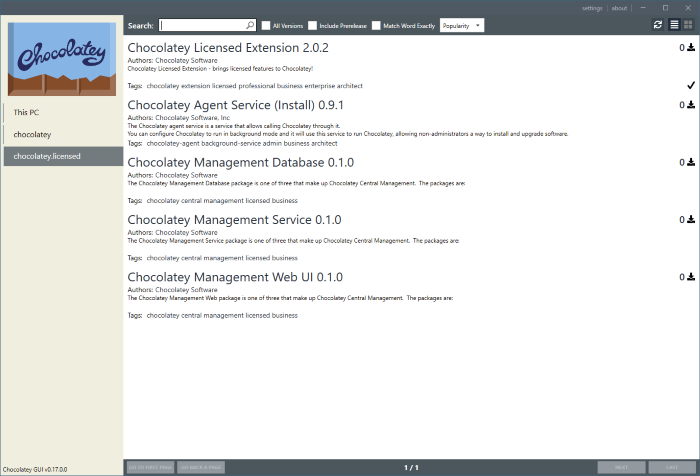 settings
about
Chocolatey
Search:
All Versions
Include Prerelease
Match Word Exactly
Popularity
This PC
chocolatey
chocolatey.licensed
Chocolatey Licensed Extension 2.0.2
0
Authors: Chocolatey Software
Chocolatey Licensed Extension - brings licensed features to Chocolatey!
Tags: chocolatey extension licensed professional business enterprise architect
Chocolatey Agent Service (Install) 0.9.1
0
Authors: Chocolatey Software, Inc
The Chocolatey agent service is a service that allows calling Chocolatey through it.
You can configure Chocolatey to run in background mode and it will use this service to run Chocolatey, allowing non-administrators a way to install and upgrade software.
Tags: chocolatey-agent background-service admin business architect
Chocolatey Management Database 0.1.0
0
Authors: Chocolatey Software
The Chocolatey Management Database package is one of three that make up Chocolatey Central Management. The packages are:
Tags: chocolatey central management licensed business
Chocolatey Management Service 0.1.0
0
Authors: Chocolatey Software
The Chocolatey Management Service package is one of three that make up Chocolatey Central Management. The packages are:
Tags: chocolatey central management licensed business
Chocolatey Management Web UI 0.1.0
0
Authors: Chocolatey Software
The Chocolatey Management Web package is one of three that make up Chocolatey Central Management. The packages are:
Tags: chocolatey central management licensed business
Chocolatey GUI v0.17.0.0
GO TO FIRST PAGE
GO BACK A PAGE
1 / 1
NEXT
LAST